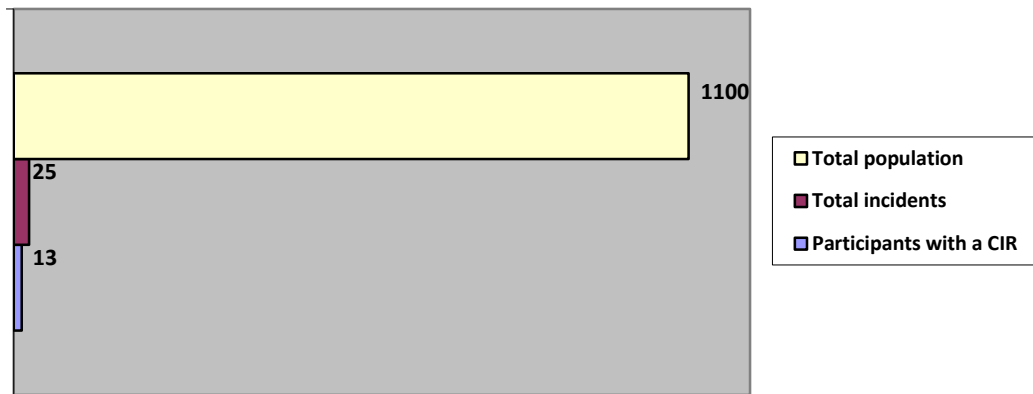 1100
25
13
Total population
Total incidents
Participants with a CIR